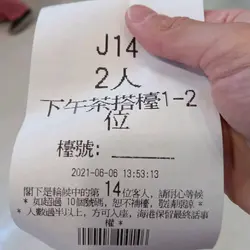 J14
2人
下午茶搭檯1-2
位
檯號:
2021-06-06 13:53:13
閣下是輪候中的第 14位客人, 請耐心等候
* 如超過 10個號碼, 恕不補檯, 敬請原諒 *
* 人數過半以上, 方可入座, 海港保留最終話事
權 *